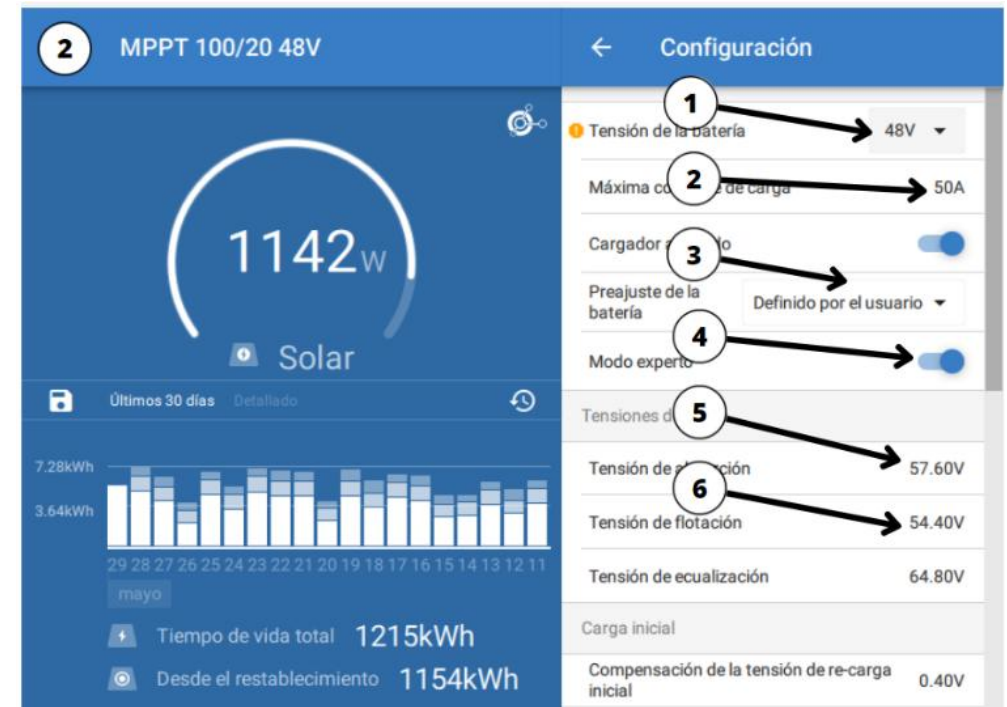 2
MPPT 100/20 48V
1142W
Solar
Últimos 30 días Detallado
7.28kWh
3.64kWh
29 28 27 26 25 24 23 22 21 20 19 18 17 16 15 14 13 12 11
mayo
Tiempo de vida total 1215kWh
Desde el restablecimiento 1154kWh
Configuración
1
Tensión de la batería 48V
2
Máxima de carga 50A
Cargador
3
Preajuste de la
batería
Definido por el usuario
4
Modo experto
Tensiones
5
Tensión de 57.60V
6
Tensión de flotación 54.40V
Tensión de ecualización 64.80V
Carga inicial
Compensación de la tensión de re-carga
inicial
0.40V